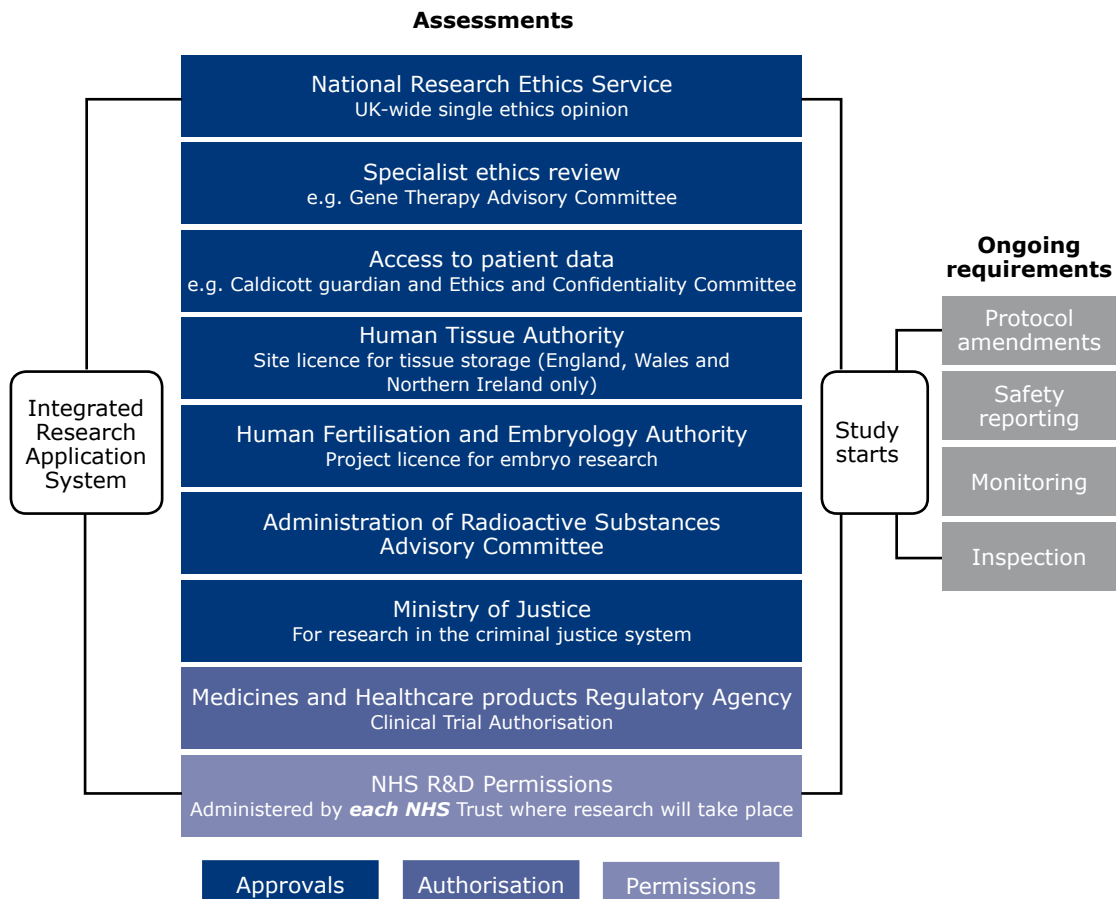 Assessments
National Research Ethics Service
UK-wide single ethics opinion
Specialist ethics review
e.g. Gene Therapy Advisory Committee
Access to patient data
e.g. Caldicott guardian and Ethics and Confidentiality Committee
Human Tissue Authority
Site licence for tissue storage (England, Wales and
Northern Ireland only)
Human Fertilisation and Embryology Authority
Project licence for embryo research
Administration of Radioactive Substances
Advisory Committee
Ministry of Justice
For research in the criminal justice system
Medicines and Healthcare products Regulatory Agency
Clinical Trial Authorisation
NHS R&D Permissions
Administered by each NHS Trust where research will take place
Integrated
Research
Application
System
Study
starts
Ongoing
requirements
Protocol
amendments
Safety
reporting
Monitoring
Inspection
Approvals
Authorisation
Permissions